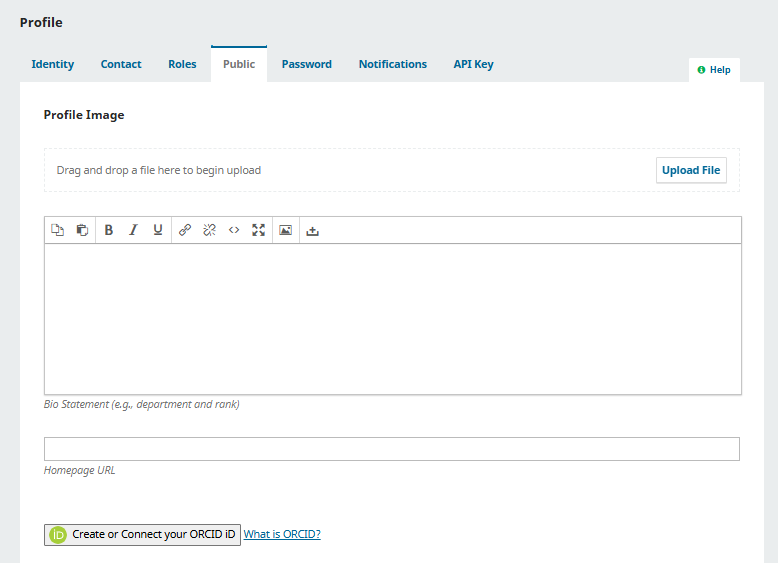 Profile
Identity Contact Roles Public Password Notifications API Key
Help
Profile Image
Drag and drop a file here to begin upload Upload File
B I U
Bio Statement (e.g., department and rank)
Homepage URL
iD Create or Connect your ORCID iD What is ORCID?